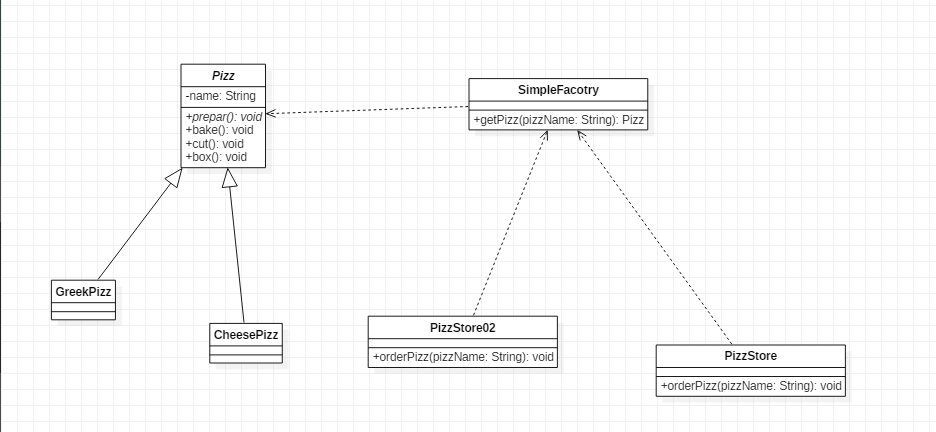 Pizz
-name: String
+prepar(): void
+bake(): void
+cut(): void
+box(): void
SimpleFacotry
+getPizz(pizzName: String): Pizz
GreekPizz
CheesePizz
PizzStore02
+orderPizz(pizzName: String): void
PizzStore
+orderPizz(pizzName: String): void